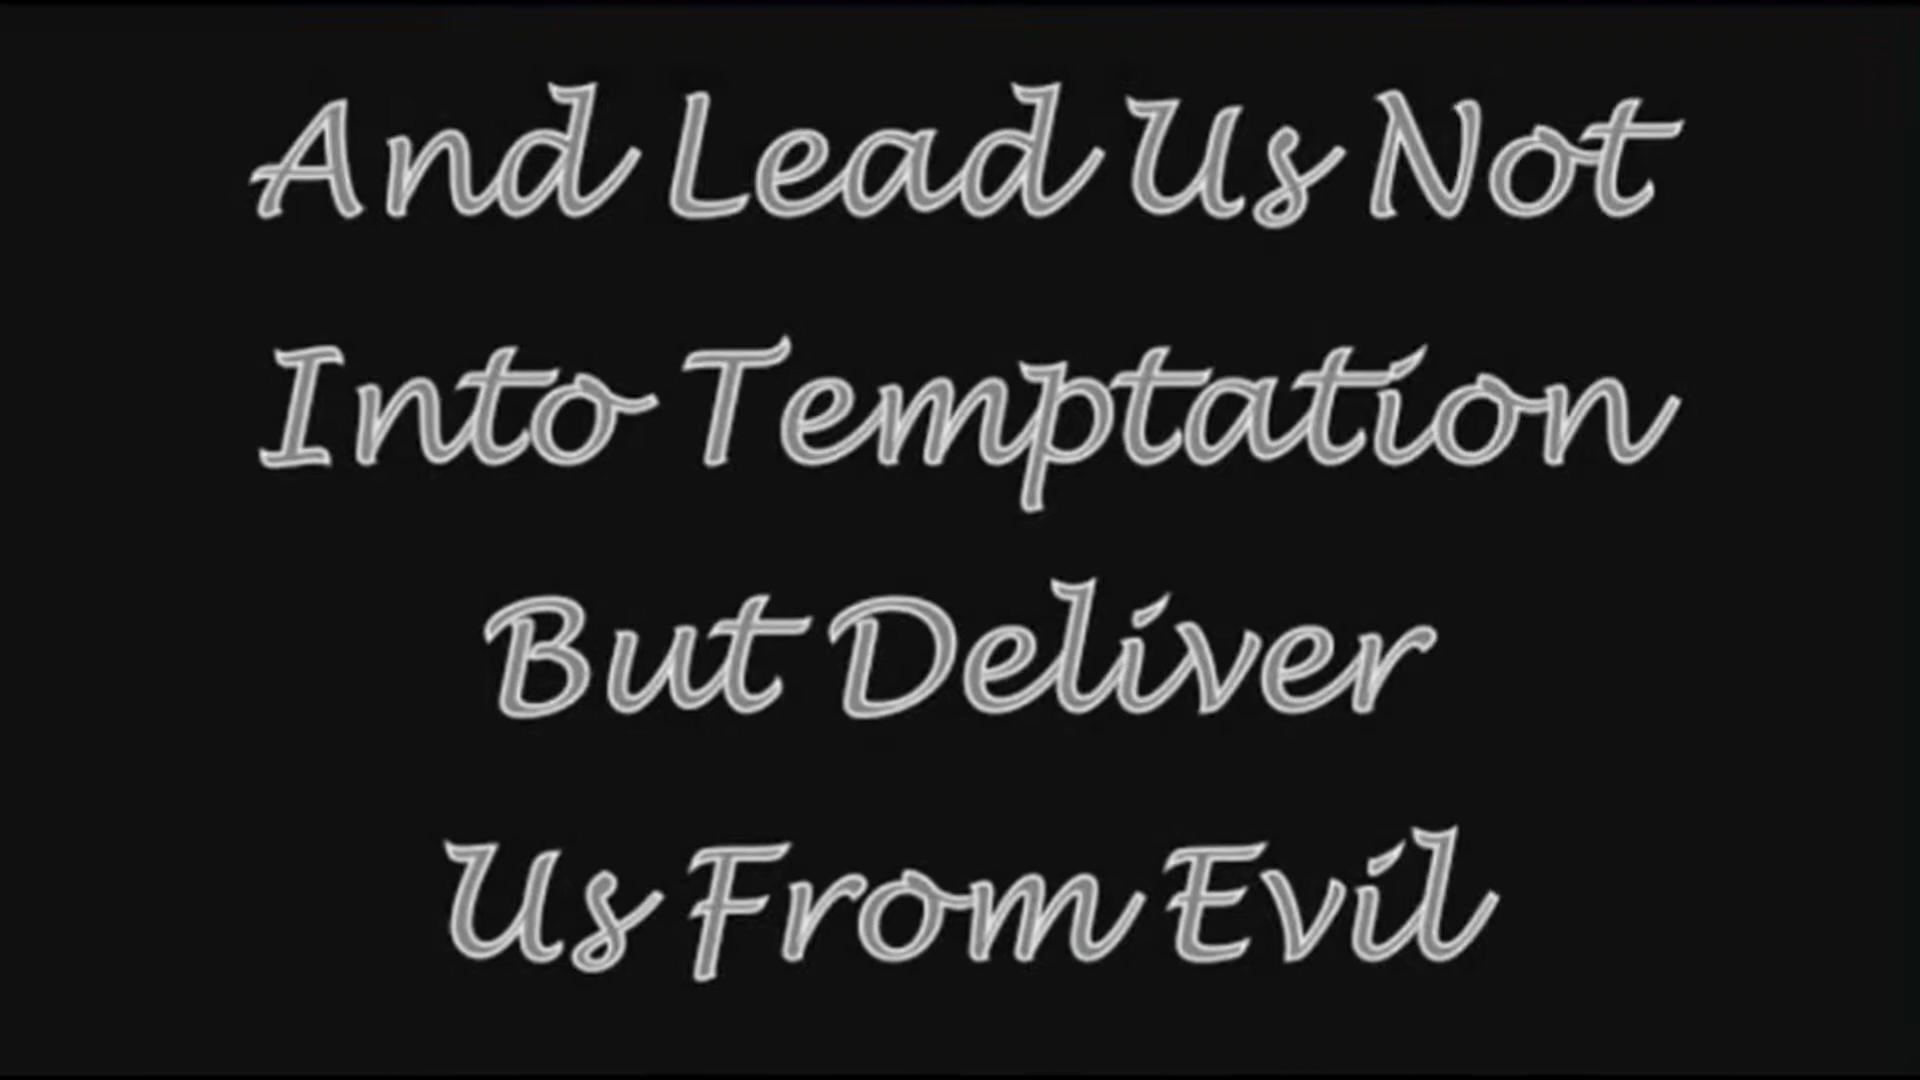 And Lead Us Not
Into Temptation
But Deliver
Us From Evil